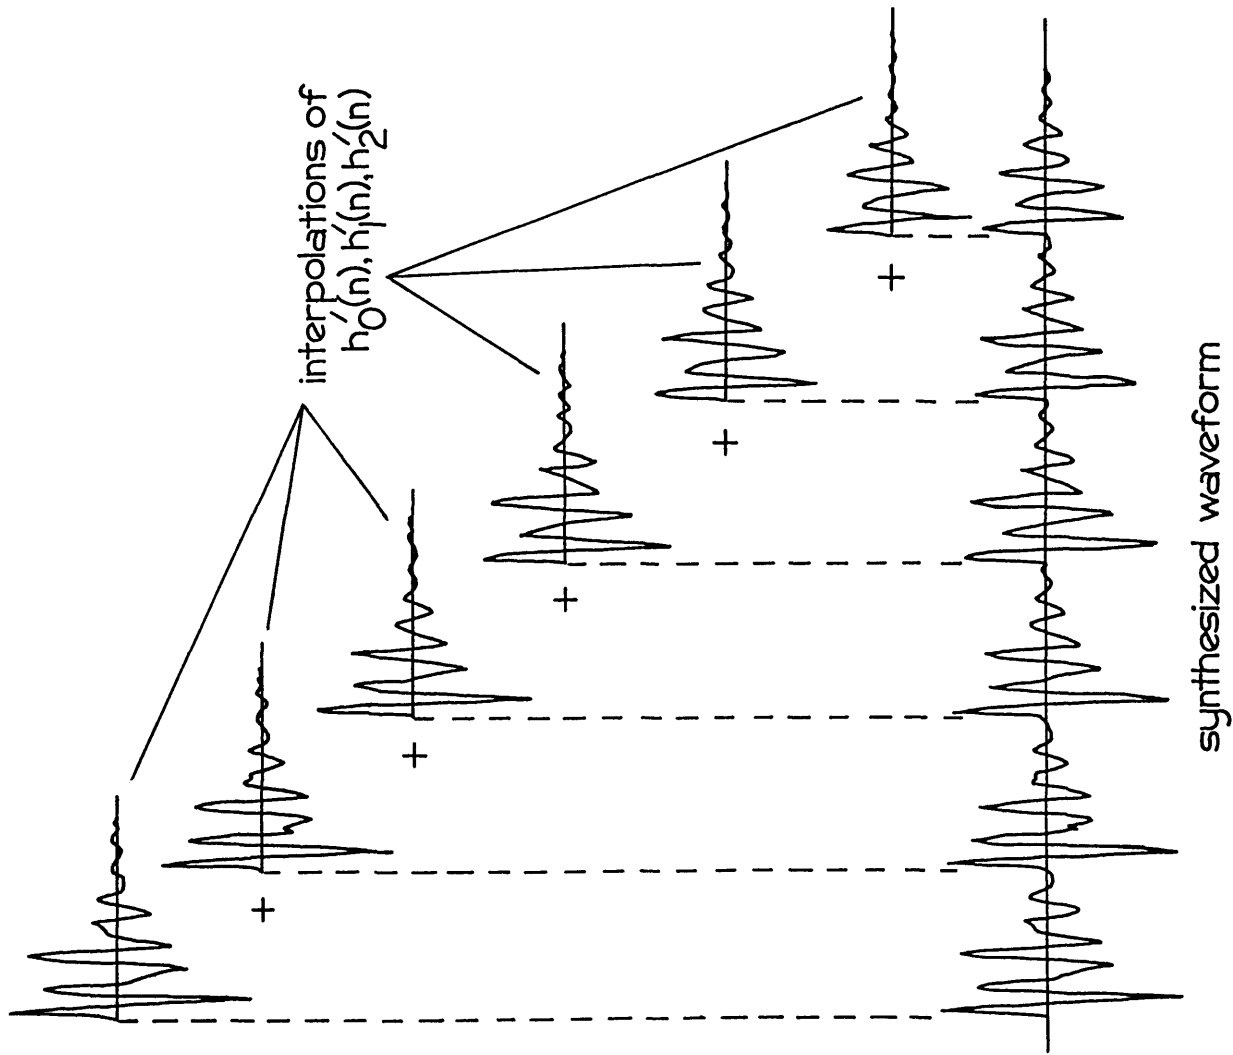 interpolations of
h₀′(n), h₁′(n), h₂′(n)
+
+
+
+
+
synthesized waveform